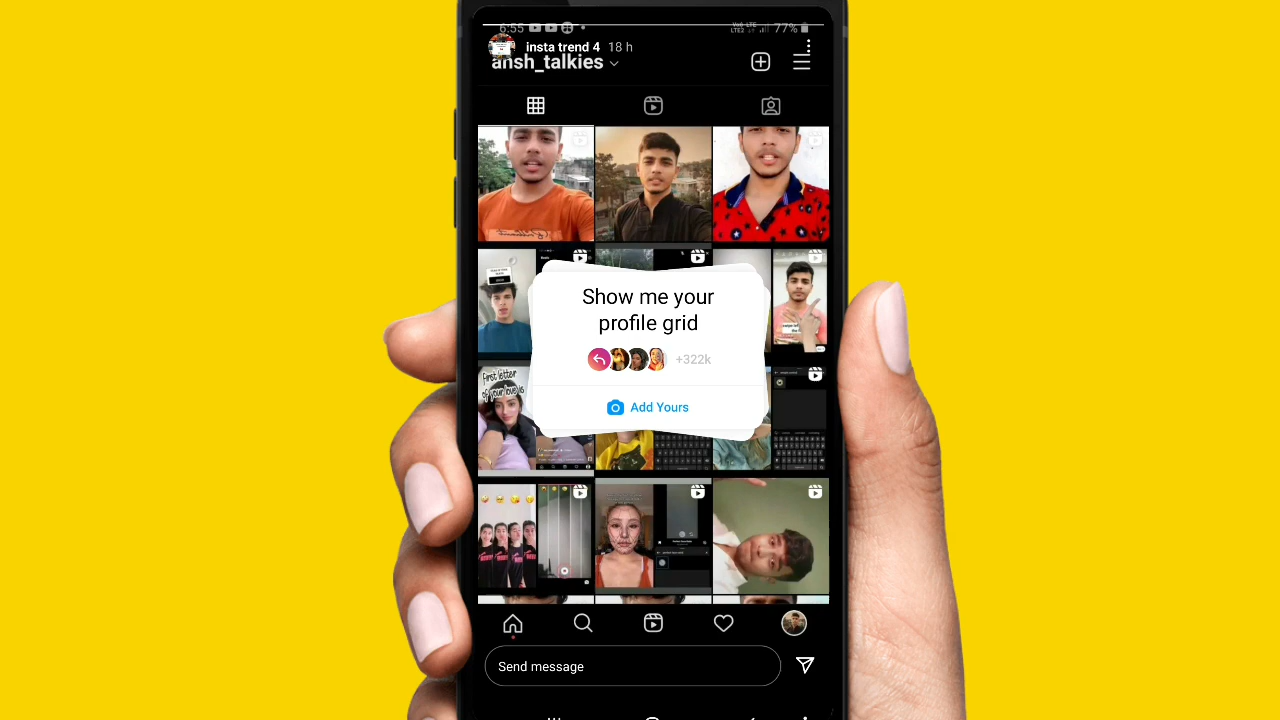 6:55
LTE2
77%
insta trend 4 18 h
ansh_talkies
Show me your
profile grid
+322k
Add Yours
First letter
of your love is
Send message